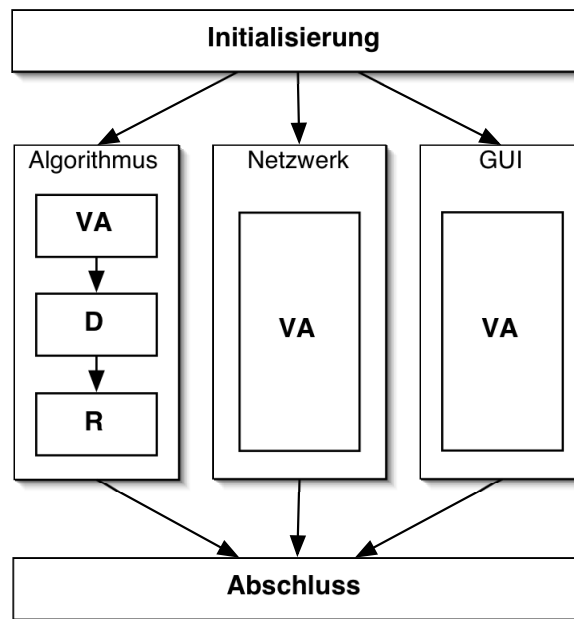 Initialisierung
Algorithmus
Netzwerk
GUI
VA
D
R
VA
VA
Abschluss